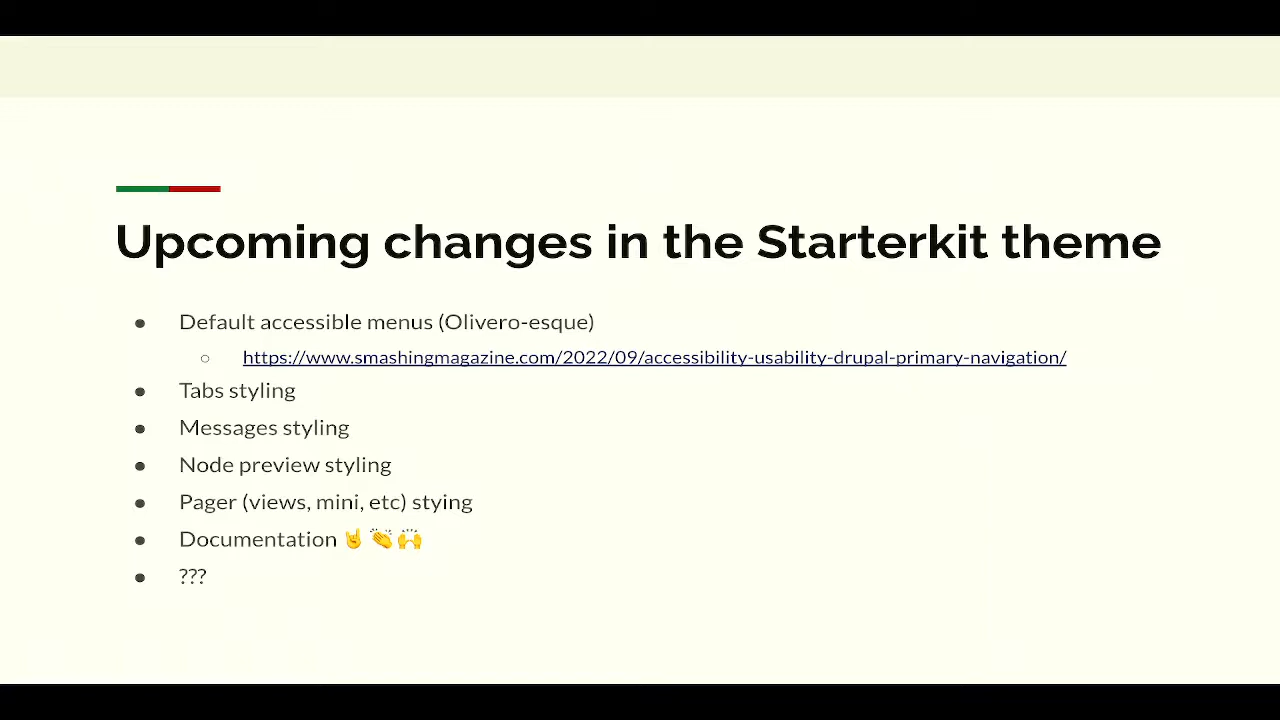 Upcoming changes in the Starterkit theme
● Default accessible menus (Olivero-esque)
○ https://www.smashingmagazine.com/2022/09/accessibility-usability-drupal-primary-navigation/
● Tabs styling
● Messages styling
● Node preview styling
● Pager (views, mini, etc) stying
● Documentation 🤘 👏 🙌
● ???